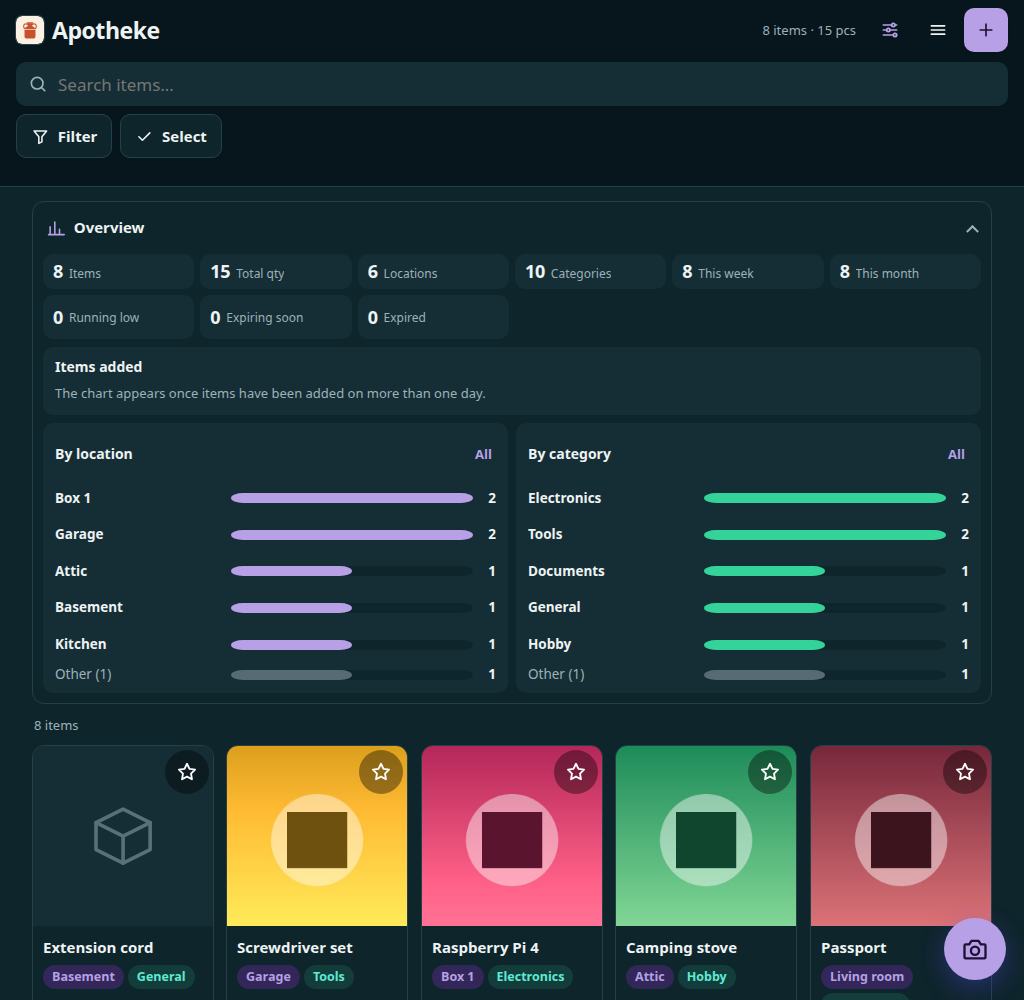 Apotheke
8 items · 15 pcs
Search items...
Filter
Select
Overview
8 Items
15 Total qty
6 Locations
10 Categories
8 This week
8 This month
0 Running low
0 Expiring soon
0 Expired
Items added
The chart appears once items have been added on more than one day.
By location
All
Box 1 2
Garage 2
Attic 1
Basement 1
Kitchen 1
Other (1) 1
By category
All
Electronics 2
Tools 2
Documents 1
General 1
Hobby 1
Other (1) 1
8 items
Extension cord
Basement General
Screwdriver set
Garage Tools
Raspberry Pi 4
Box 1 Electronics
Camping stove
Attic Hobby
Passport
Living room